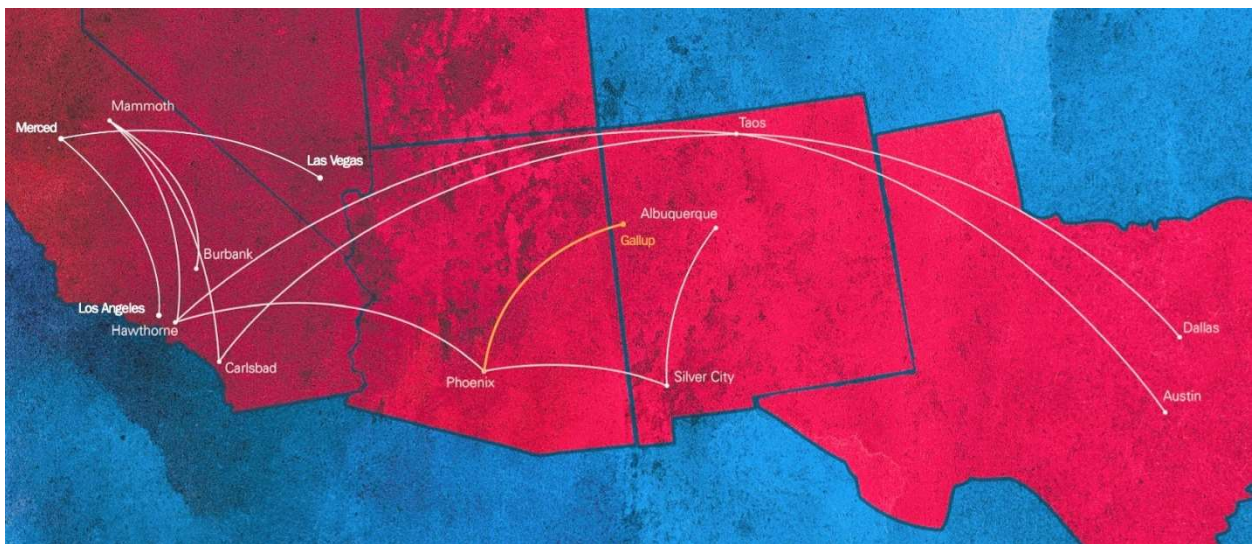 Mammoth
Taos
Merced
Las Vegas
Albuquerque
Gallup
Burbank
Los Angeles
Hawthorne
Dallas
Carlsbad
Phoenix
Silver City
Austin